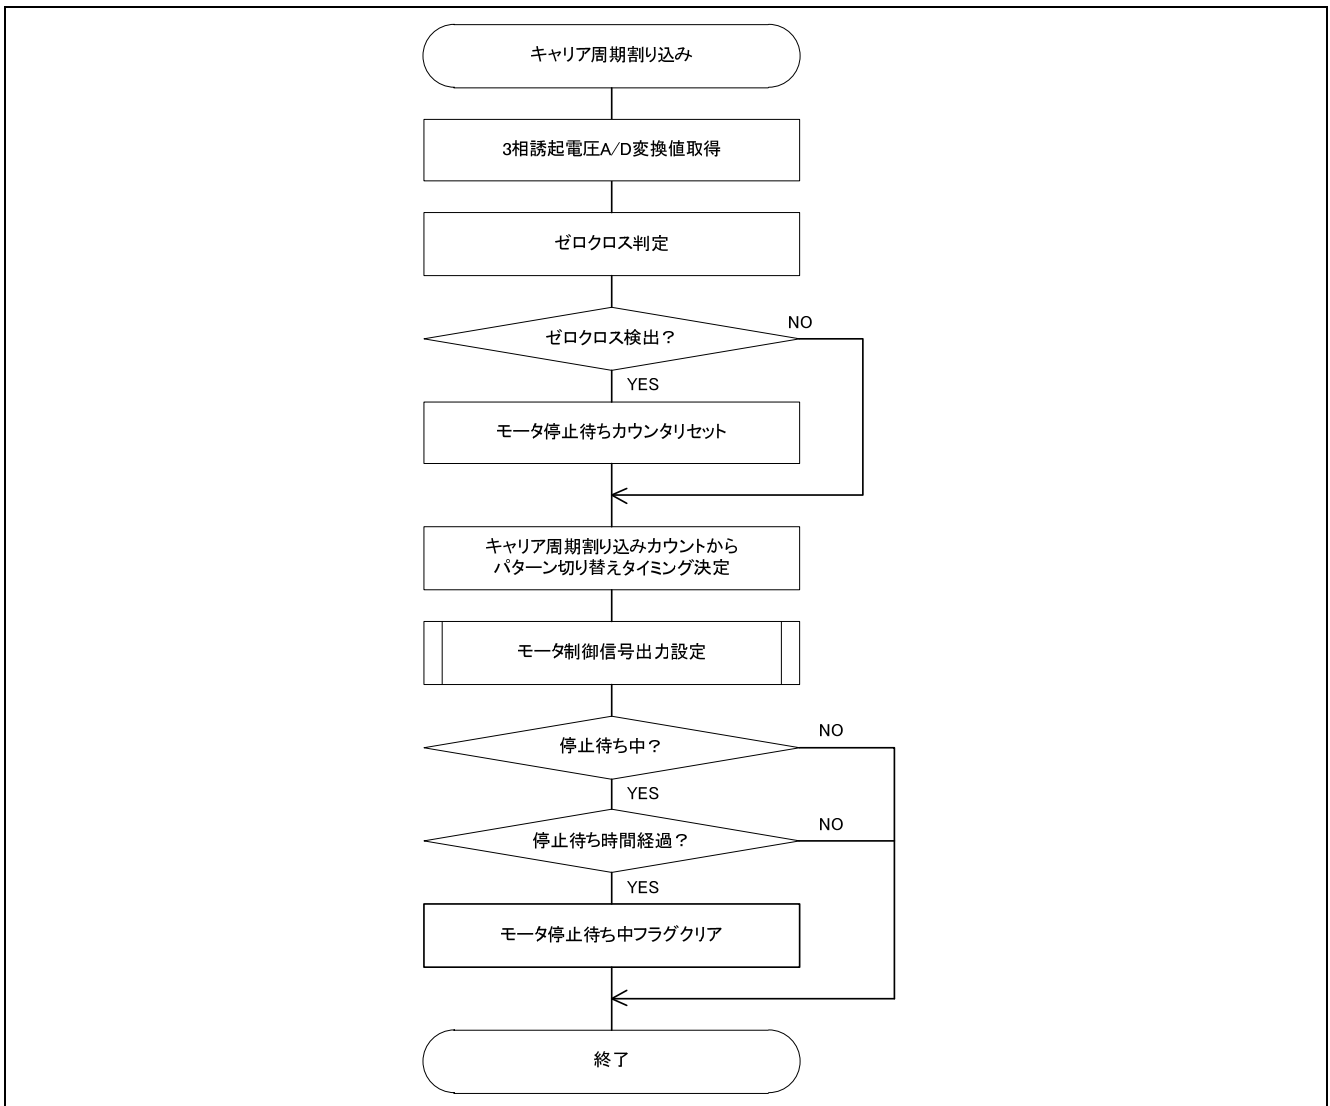 キャリア周期割り込み
3相誘起電圧A/D変換値取得
ゼロクロス判定
ゼロクロス検出？
NO
YES
モータ停止待ちカウンタリセット
キャリア周期割り込みカウントから
パターン切り替えタイミング決定
モータ制御信号出力設定
停止待ち中？
NO
YES
停止待ち時間経過？
NO
YES
モータ停止待ち中フラグクリア
終了